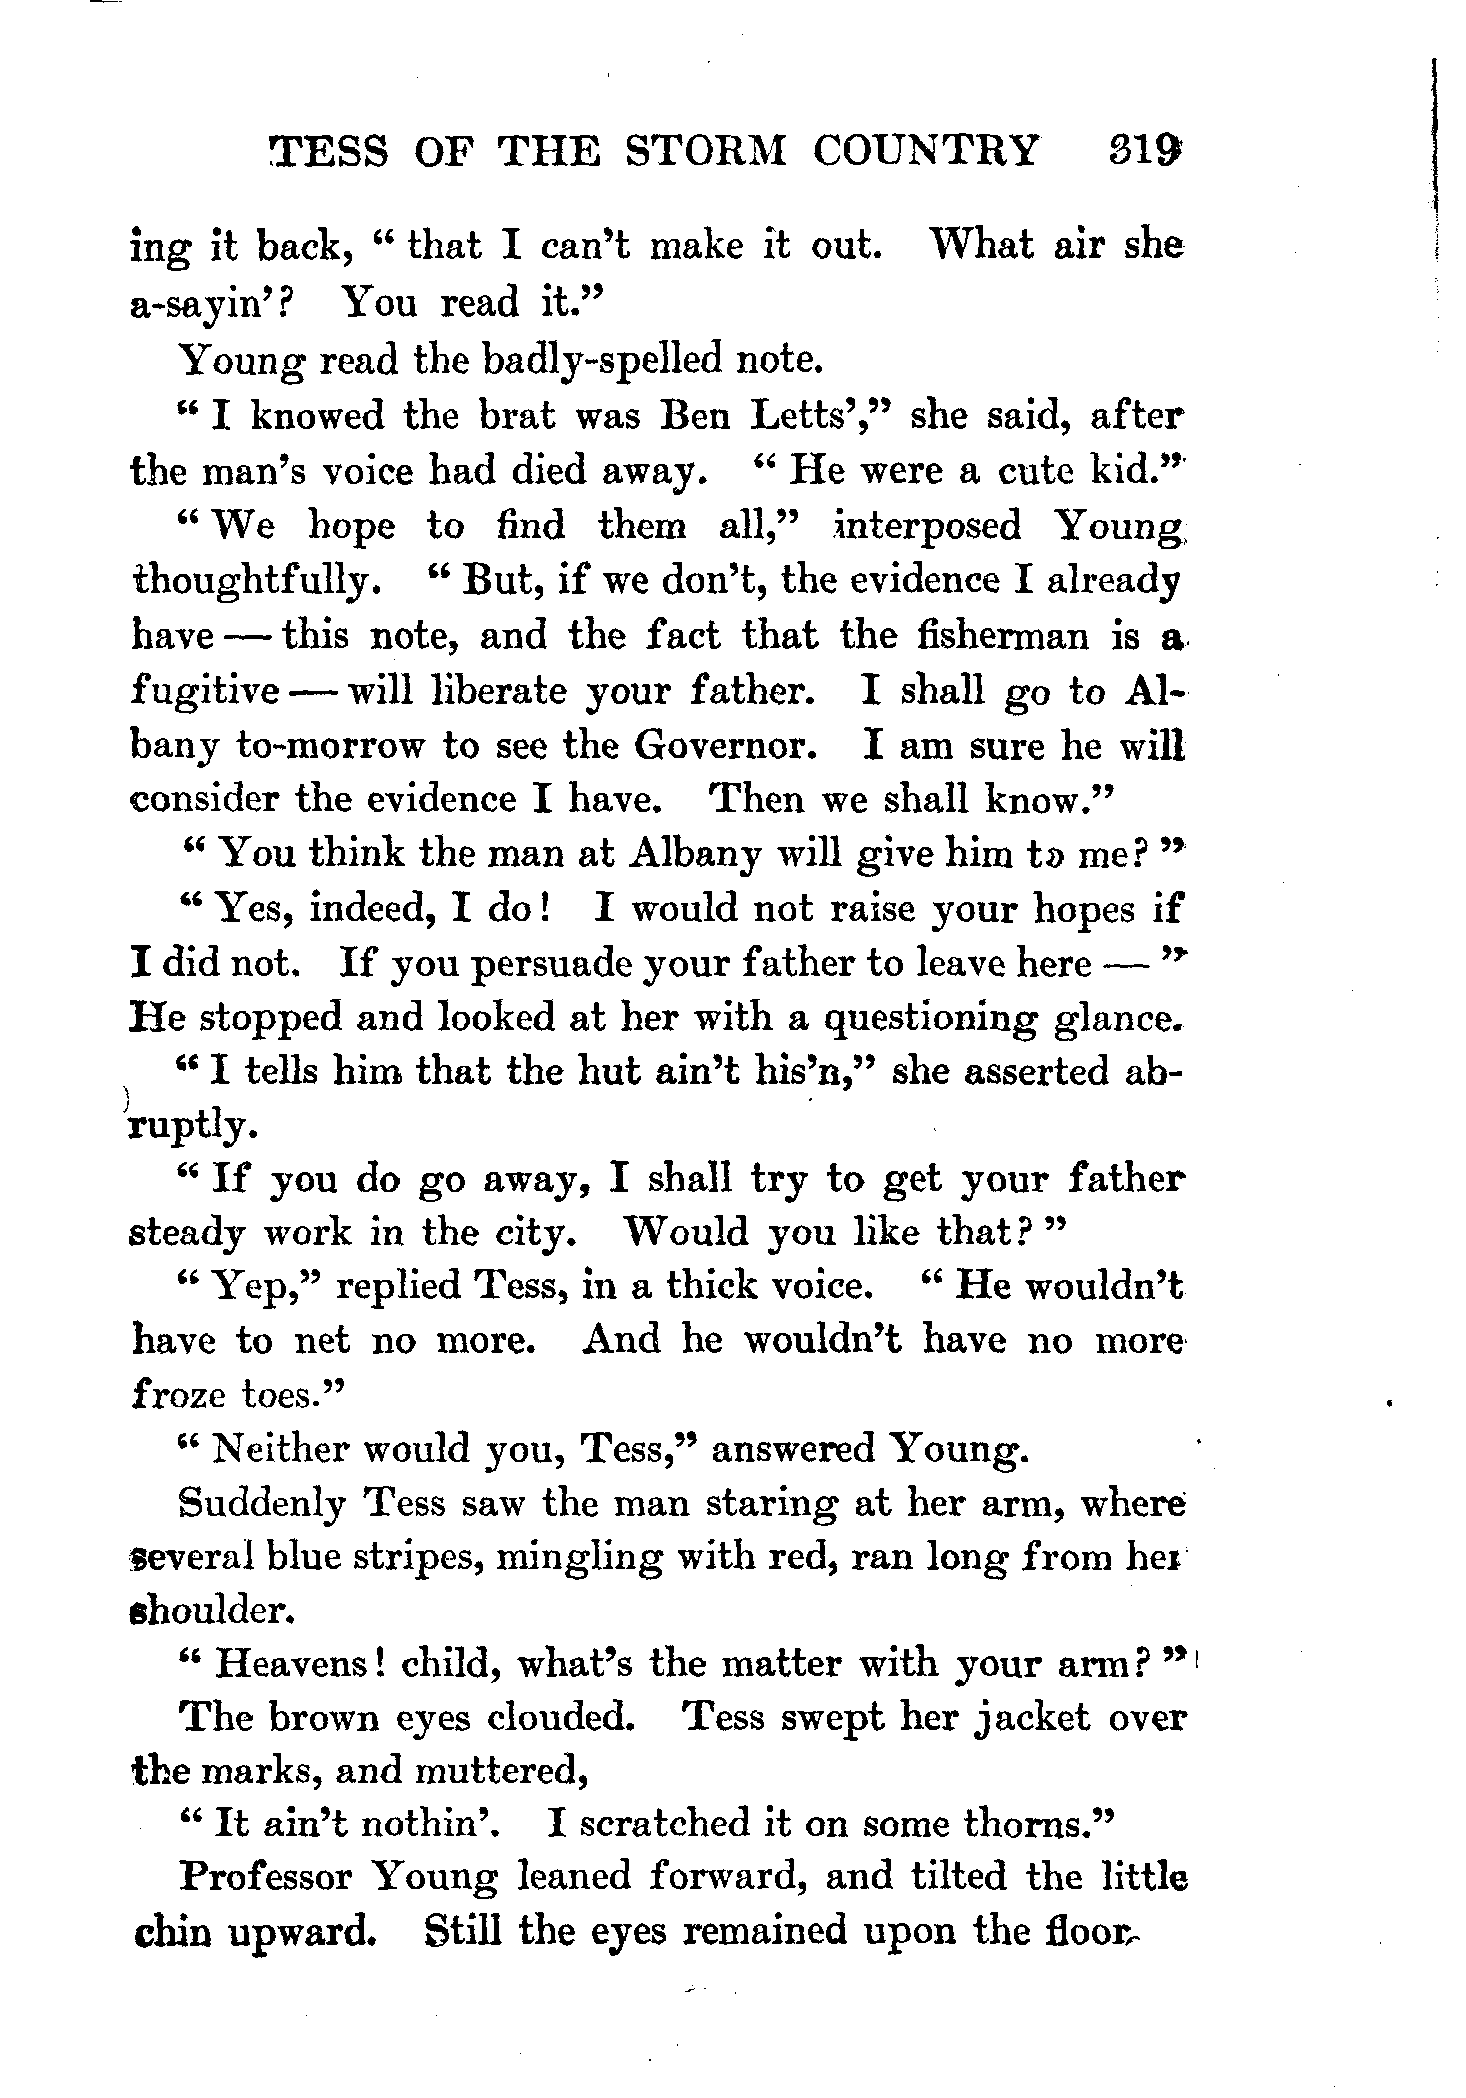 TESS OF THE STORM COUNTRY 319
ing it back, “ that I can’t make it out. What air she
a-sayin’? You read it.”
Young read the badly-spelled note.
“ I knowed the brat was Ben Letts’,” she said, after
the man’s voice had died away. “ He were a cute kid.”
“ We hope to find them all,” interposed Young
thoughtfully. “ But, if we don’t, the evidence I already
have — this note, and the fact that the fisherman is a
fugitive — will liberate your father. I shall go to Al-
bany to-morrow to see the Governor. I am sure he will
consider the evidence I have. Then we shall know.”
“ You think the man at Albany will give him to me? ”
“ Yes, indeed, I do! I would not raise your hopes if
I did not. If you persuade your father to leave here — ”
He stopped and looked at her with a questioning glance.
“ I tells him that the hut ain’t his’n,” she asserted ab-
ruptly.
“ If you do go away, I shall try to get your father
steady work in the city. Would you like that? ”
“ Yep,” replied Tess, in a thick voice. “ He wouldn’t
have to net no more. And he wouldn’t have no more
froze toes.”
“ Neither would you, Tess,” answered Young.
Suddenly Tess saw the man staring at her arm, where
several blue stripes, mingling with red, ran long from her
shoulder.
“ Heavens! child, what’s the matter with your arm? ”
The brown eyes clouded. Tess swept her jacket over
the marks, and muttered,
“ It ain’t nothin’. I scratched it on some thorns.”
Professor Young leaned forward, and tilted the little
chin upward. Still the eyes remained upon the floor.